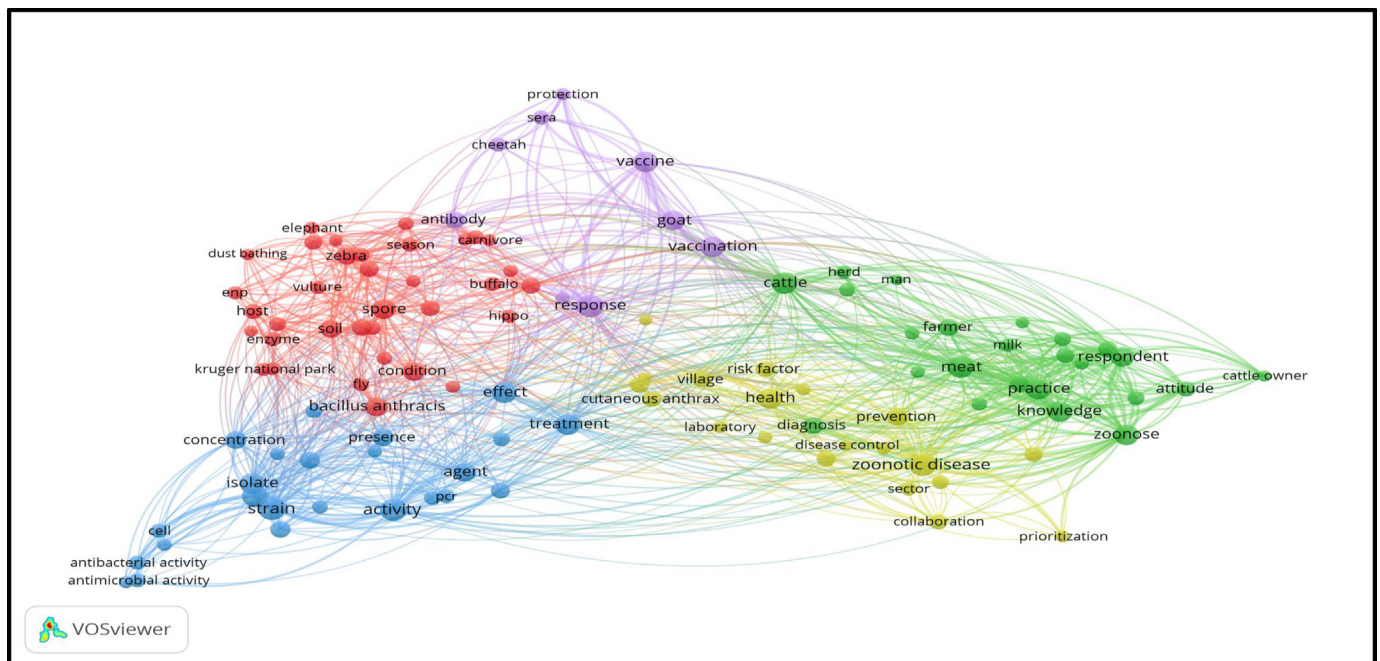 protection
sera
cheetah
vaccine
antibody
goat
elephant
season
carnivore
vaccination
dust bathing
zebra
cattle
herd
man
enp
vulture
buffalo
host
spore
response
soil
hippo
farmer
enzyme
milk
respondent
kruger national park
fly
condition
village
risk factor
meat
cattle owner
bacillus anthracis
effect
cutaneous anthrax
health
practice
attitude
knowledge
concentration
presence
treatment
laboratory
diagnosis
prevention
zoonose
disease control
isolate
agent
zoonotic disease
strain
activity
pcr
sector
cell
collaboration
prioritization
antibacterial activity
antimicrobial activity
VOSviewer